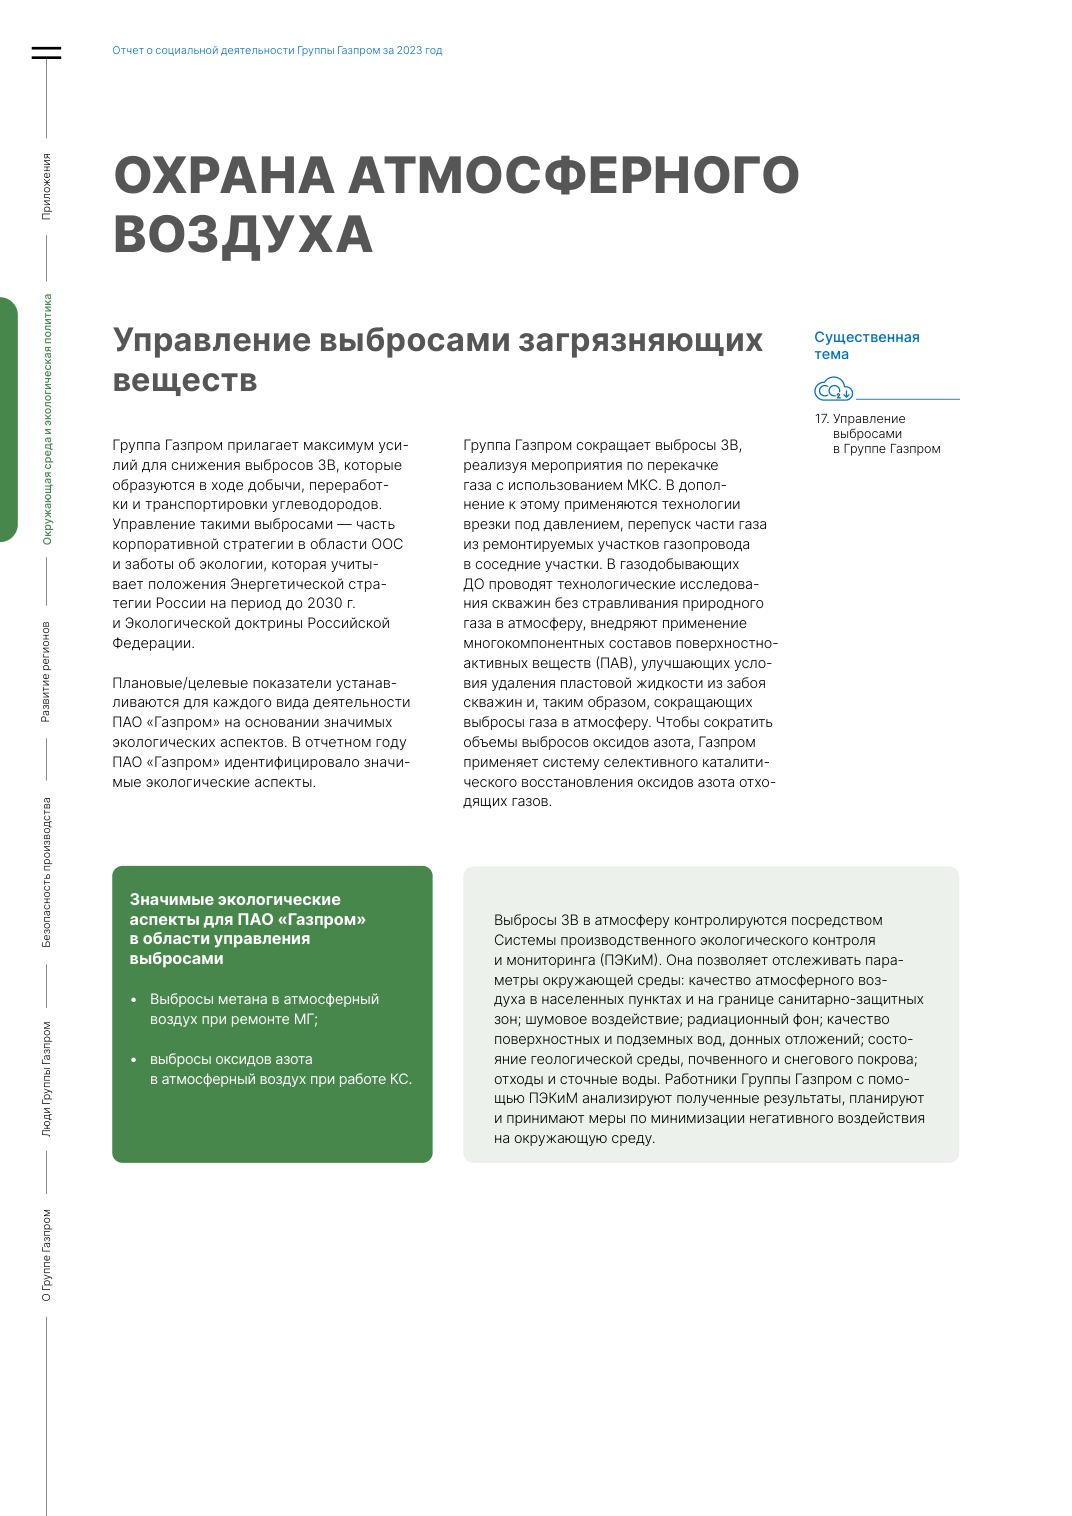 Отчет о социальной деятельности Группы Газпром за 2023 год
Приложения
Окружающая среда и экологическая политика
Развитие регионов
Безопасность производства
Люди Группы Газпром
О Группе Газпром
ОХРАНА АТМОСФЕРНОГО
ВОЗДУХА
Управление выбросами загрязняющих
веществ
Существенная
тема
CO2
17. Управление
выбросами
в Группе Газпром
Группа Газпром прилагает максимум уси-
лий для снижения выбросов ЗВ, которые
образуются в ходе добычи, переработ-
ки и транспортировки углеводородов.
Управление такими выбросами — часть
корпоративной стратегии в области ООС
и заботы об экологии, которая учиты-
вает положения Энергетической стра-
тегии России на период до 2030 г.
и Экологической доктрины Российской
Федерации.
Плановые/целевые показатели устанав-
ливаются для каждого вида деятельности
ПАО «Газпром» на основании значимых
экологических аспектов. В отчетном году
ПАО «Газпром» идентифицировало значи-
мые экологические аспекты.
Группа Газпром сокращает выбросы ЗВ,
реализуя мероприятия по перекачке
газа с использованием МКС. В допол-
нение к этому применяются технологии
врезки под давлением, перепуск части газа
из ремонтируемых участков газопровода
в соседние участки. В газодобывающих
ДО проводят технологические исследова-
ния скважин без стравливания природного
газа в атмосферу, внедряют применение
многокомпонентных составов поверхностно-
активных веществ (ПАВ), улучшающих усло-
вия удаления пластовой жидкости из забоя
скважин и, таким образом, сокращающих
выбросы газа в атмосферу. Чтобы сократить
объемы выбросов оксидов азота, Газпром
применяет систему селективного каталити-
ческого восстановления оксидов азота отхо-
дящих газов.
Значимые экологические
аспекты для ПАО «Газпром»
в области управления
выбросами
• Выбросы метана в атмосферный
воздух при ремонте МГ;
• выбросы оксидов азота
в атмосферный воздух при работе КС.
Выбросы ЗВ в атмосферу контролируются посредством
Системы производственного экологического контроля
и мониторинга (ПЭКиМ). Она позволяет отслеживать пара-
метры окружающей среды: качество атмосферного воз-
духа в населенных пунктах и на границе санитарно-защитных
зон; шумовое воздействие; радиационный фон; качество
поверхностных и подземных вод, донных отложений; состо-
яние геологической среды, почвенного и снегового покрова;
отходы и сточные воды. Работники Группы Газпром с помо-
щью ПЭКиМ анализируют полученные результаты, планируют
и принимают меры по минимизации негативного воздействия
на окружающую среду.